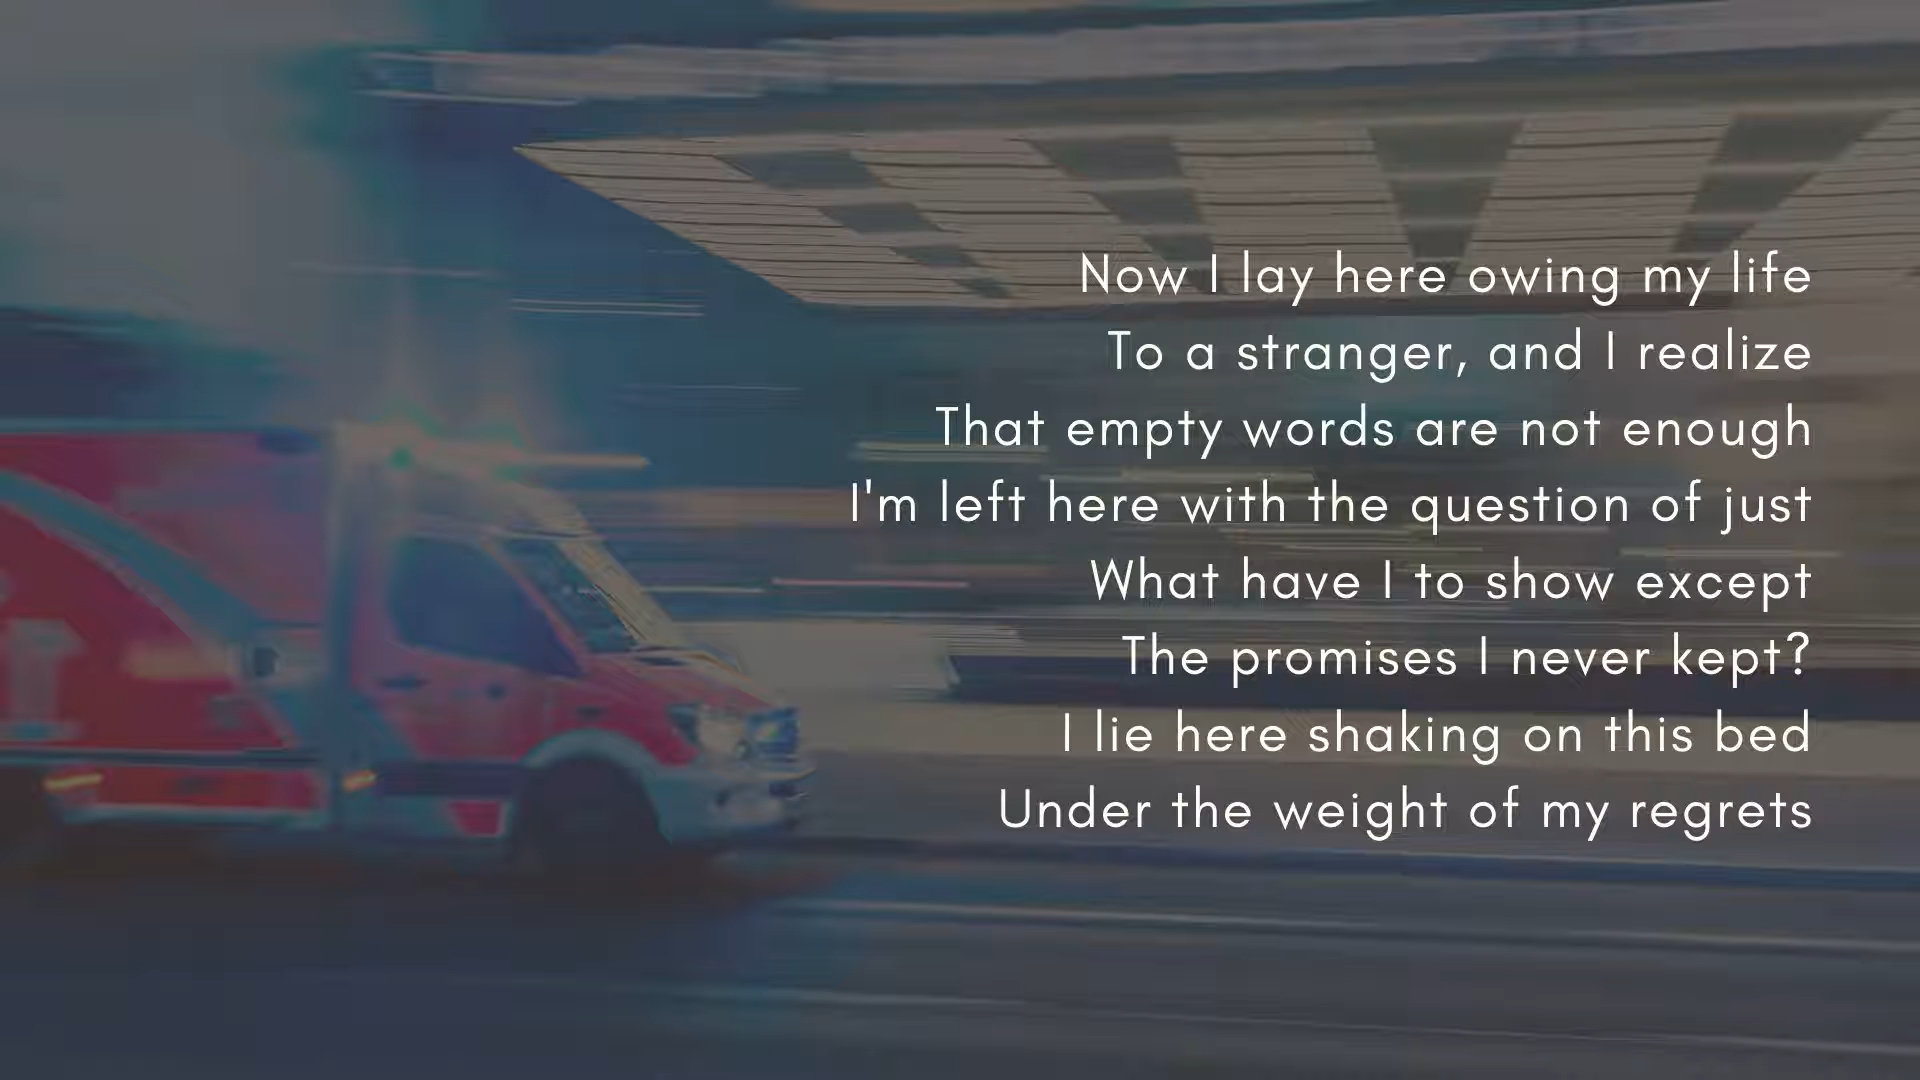 Now I lay here owing my life
To a stranger, and I realize
That empty words are not enough
I'm left here with the question of just
What have I to show except
The promises I never kept?
I lie here shaking on this bed
Under the weight of my regrets